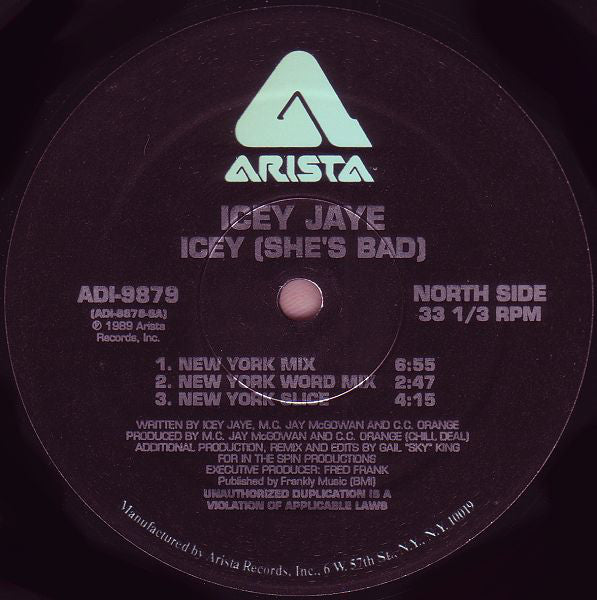 ARISTA™
ICEY JAYE
ICEY (SHE'S BAD)
ADI-9879
(ADI-9878-SA)
℗ 1989 Arista
Records, Inc.
NORTH SIDE
33 1/3 RPM
1. NEW YORK MIX 6:55
2. NEW YORK WORD MIX 2:47
3. NEW YORK SLICE 4:15
WRITTEN BY ICEY JAYE, M.C. JAY McGOWAN AND C.C. ORANGE
PRODUCED BY M.C. JAY McGOWAN AND C.C. ORANGE (CHILL DEAL)
ADDITIONAL PRODUCTION, REMIX AND EDITS BY GAIL "SKY" KING
FOR IN THE SPIN PRODUCTIONS
EXECUTIVE PRODUCER: FRED FRANK
Published by Frankly Music (BMI)
UNAUTHORIZED DUPLICATION IS A
VIOLATION OF APPLICABLE LAWS
Manufactured by Arista Records, Inc., 6 W. 57th St., N.Y., N.Y. 10019